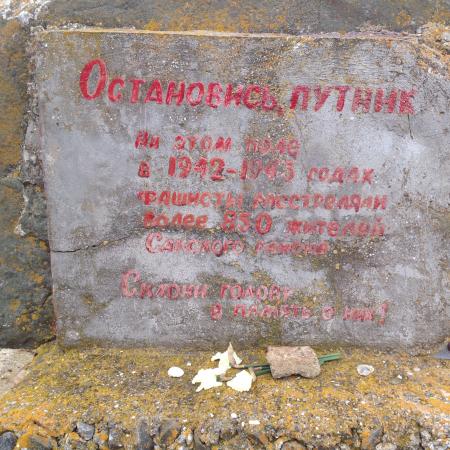 Остановись, путник
На этом поле
в 1942-1943 годах
фашисты расстреляли
более 850 жителей
Сакского района
Склони голову
в память о них!